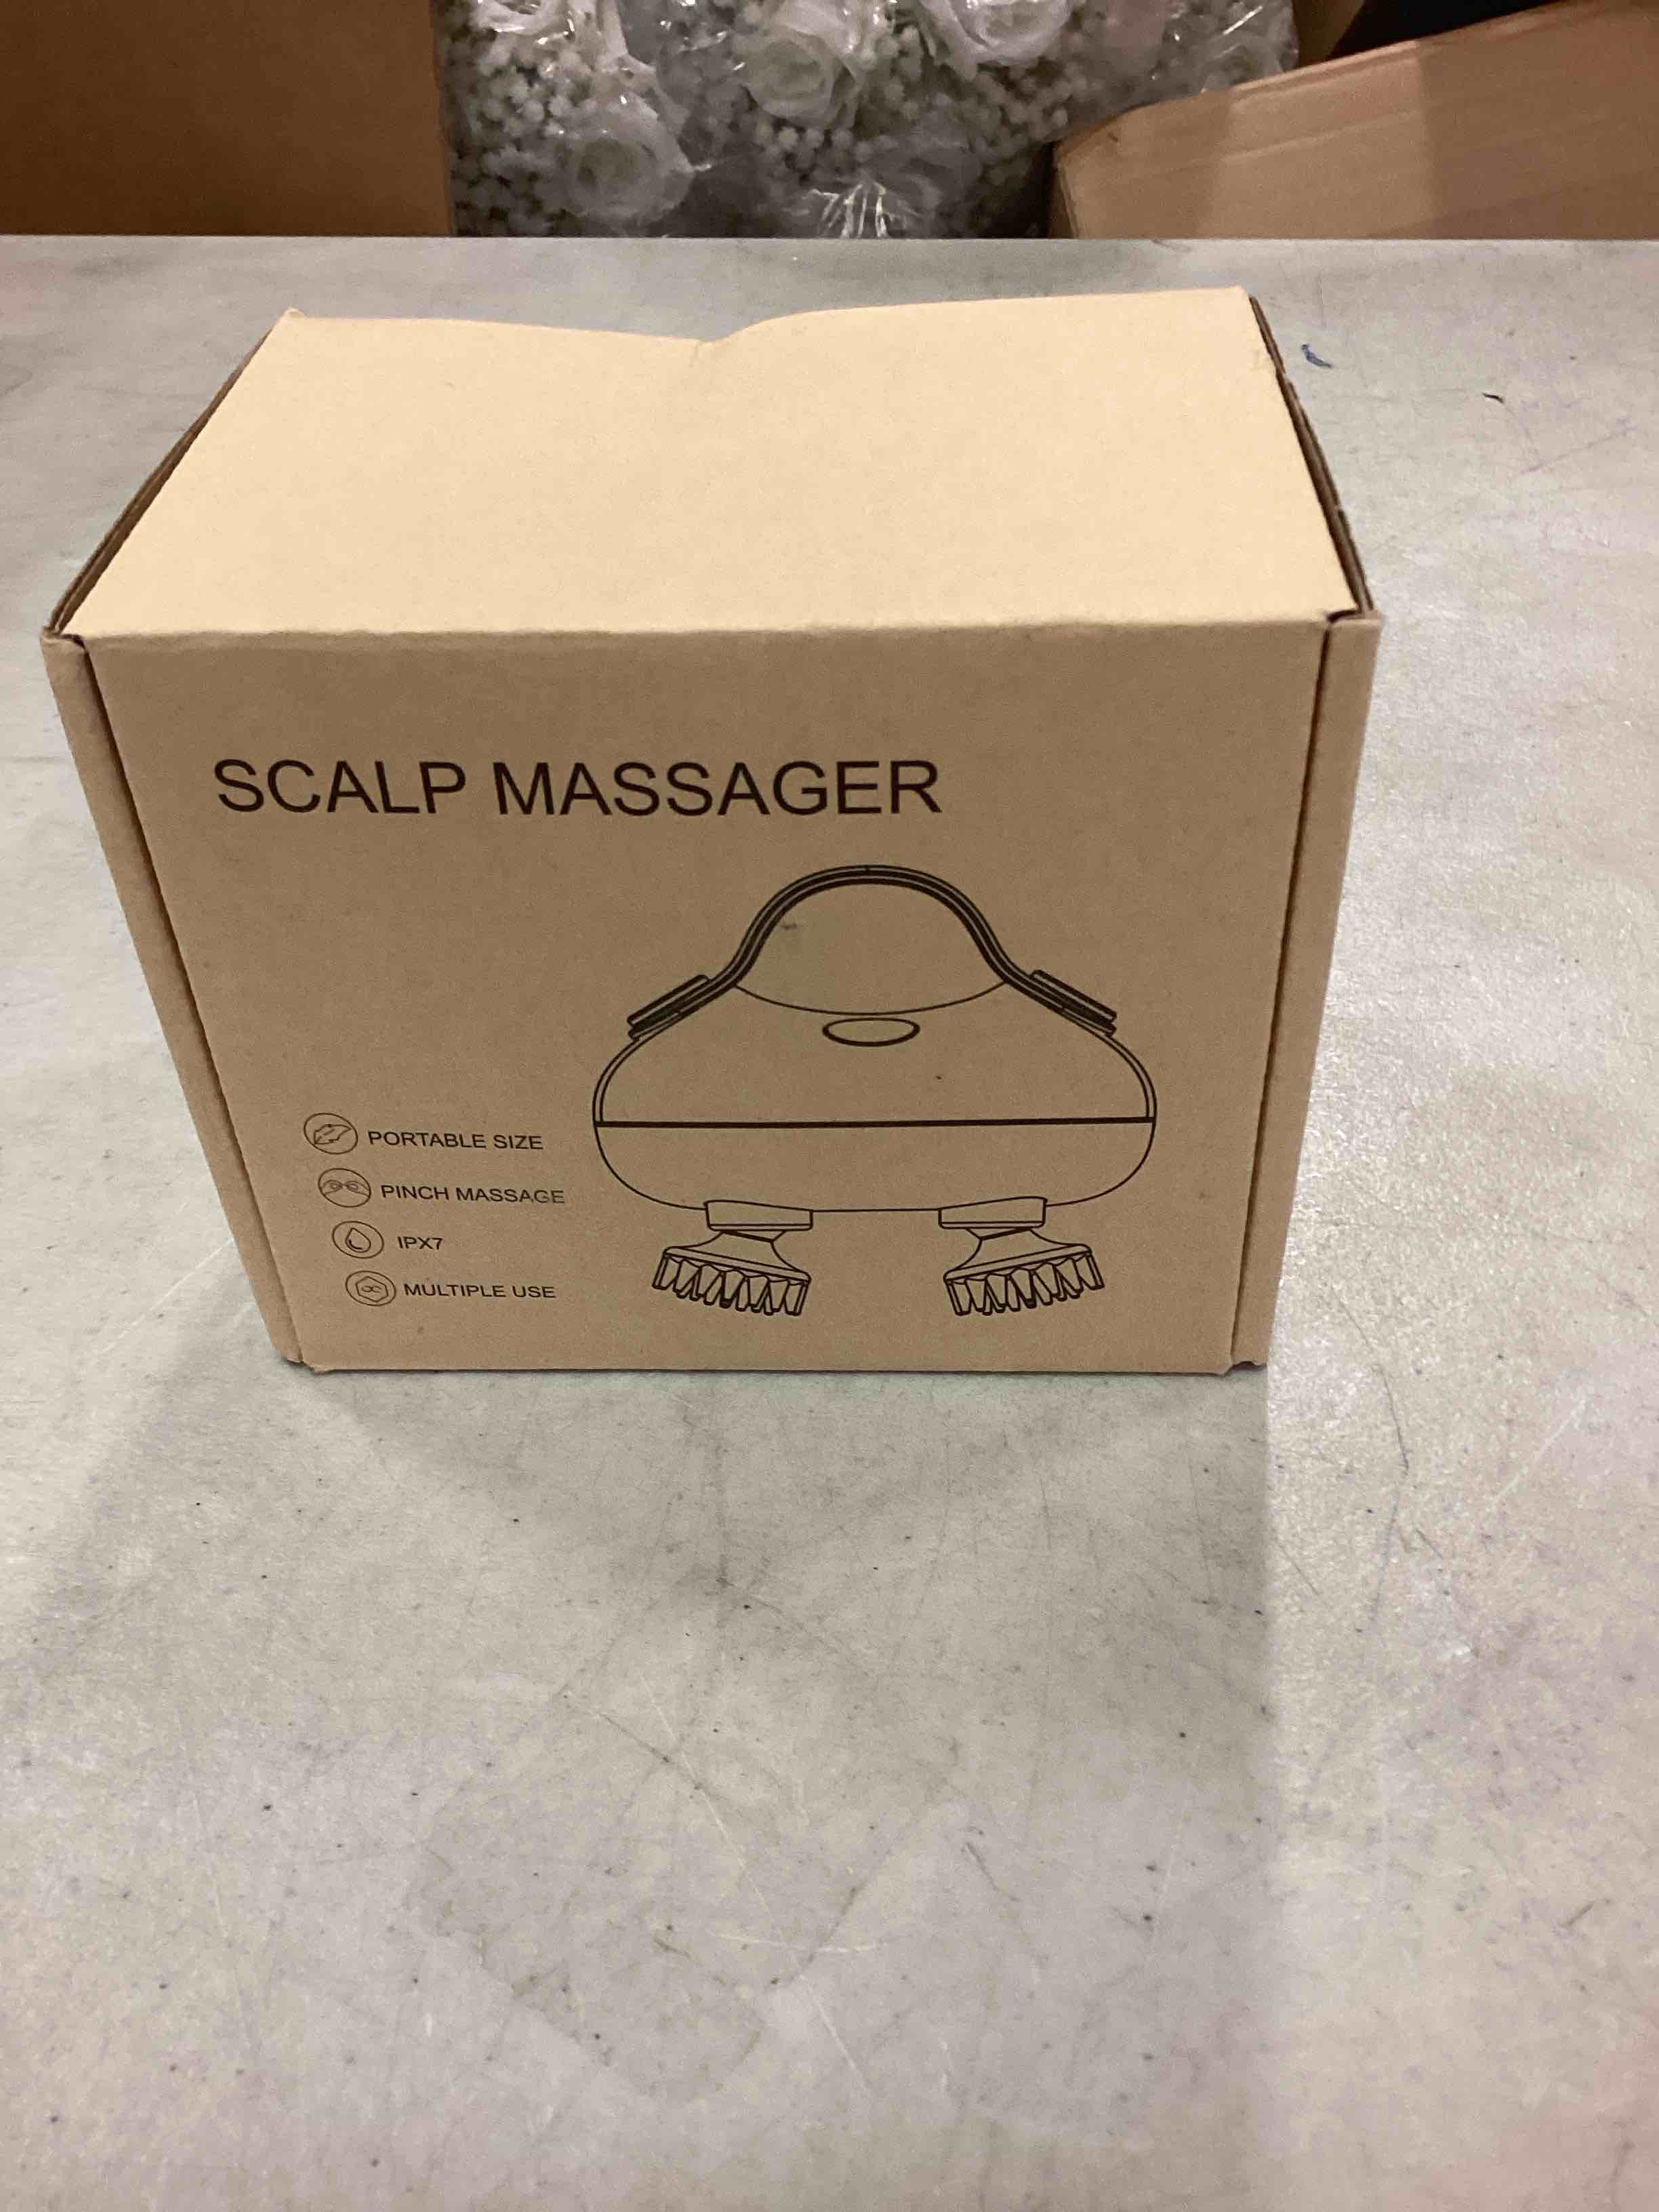 SCALP MASSAGER
PORTABLE SIZE
PINCH MASSAGE
IPX7
MULTIPLE USE